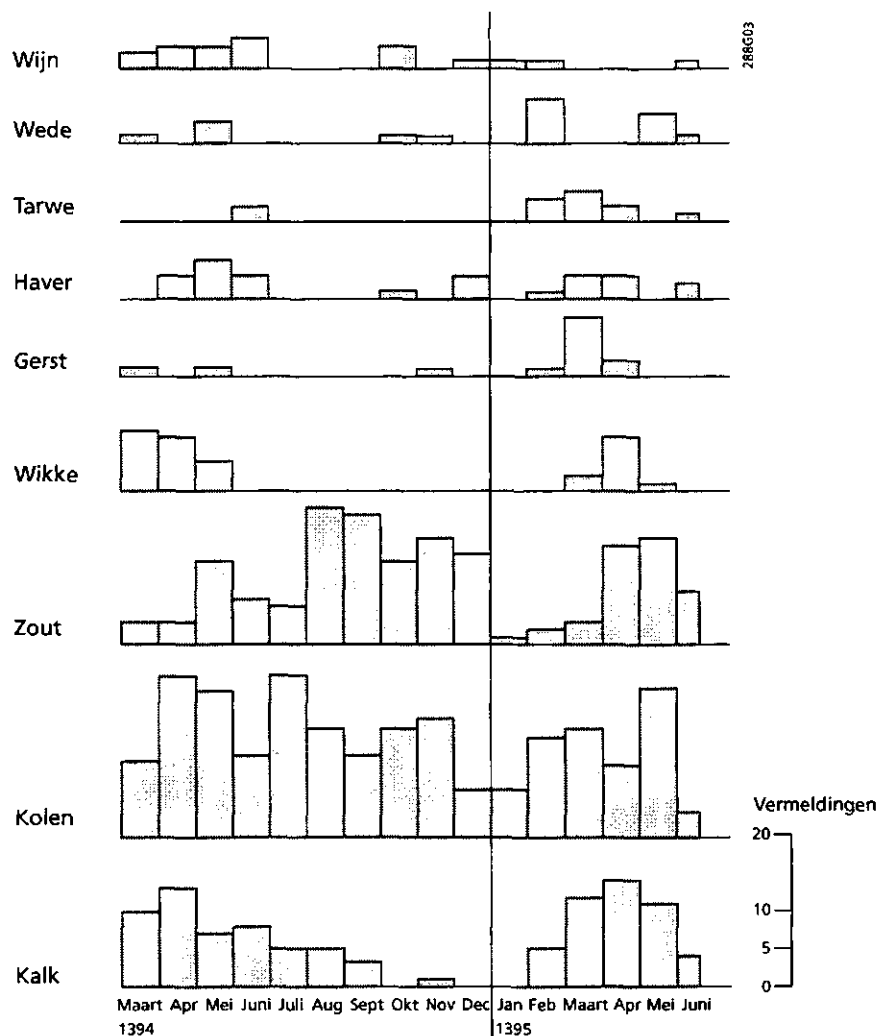 288G03
Wijn
Wede
Tarwe
Haver
Gerst
Wikke
Zout
Kolen
Kalk
Vermeldingen
20
10
5
0
Maart Apr Mei Juni Juli Aug Sept Okt Nov Dec Jan Feb Maart Apr Mei Juni
1394 1395